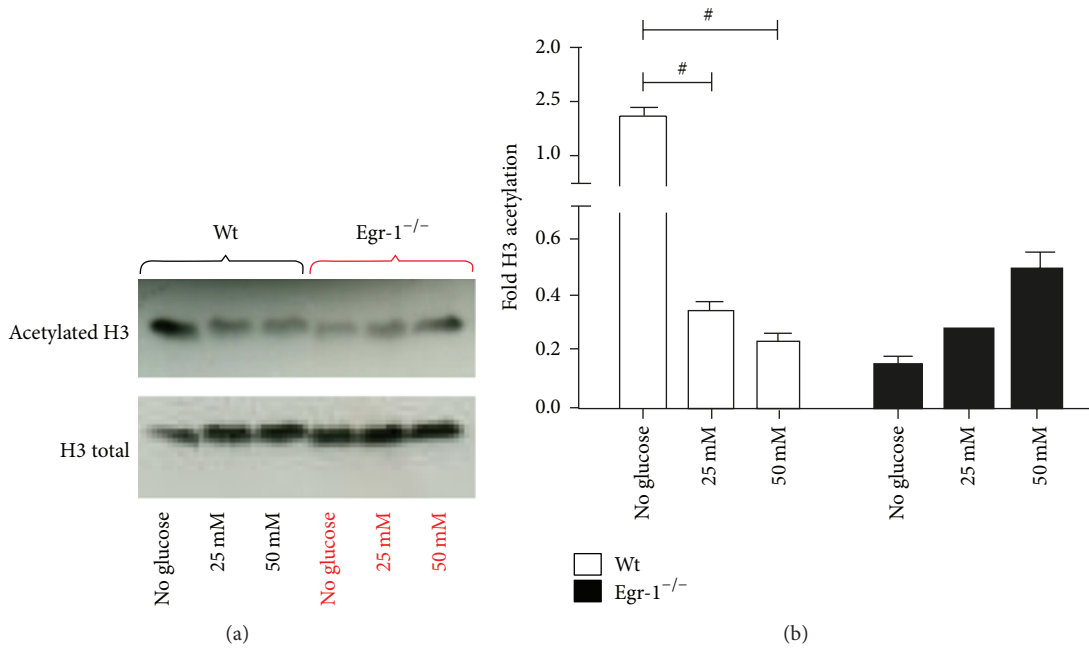 Wt
Egr-1−/−
Acetylated H3
H3 total
No glucose
25 mM
50 mM
No glucose
25 mM
50 mM
(a)
#
#
2.0
2.5
1.0
0.6
0.4
0.2
0.0
Fold H3 acetylation
No glucose
25 mM
50 mM
No glucose
25 mM
50 mM
Wt
Egr-1−/−
(b)